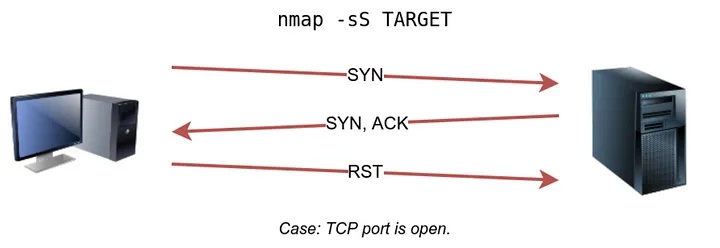 nmap -sS TARGET
SYN
SYN, ACK
RST
Case: TCP port is open.